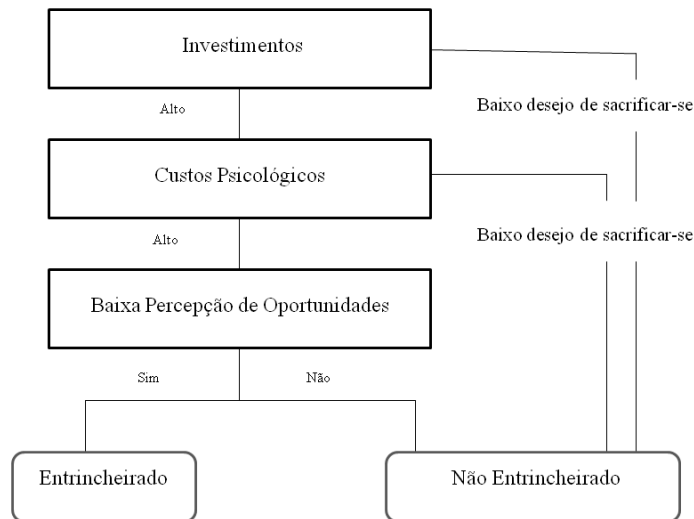 Investimentos
Alto
Baixo desejo de sacrificar-se
Custos Psicológicos
Alto
Baixo desejo de sacrificar-se
Baixa Percepção de Oportunidades
Sim
Não
Entrincheirado
Não Entrincheirado